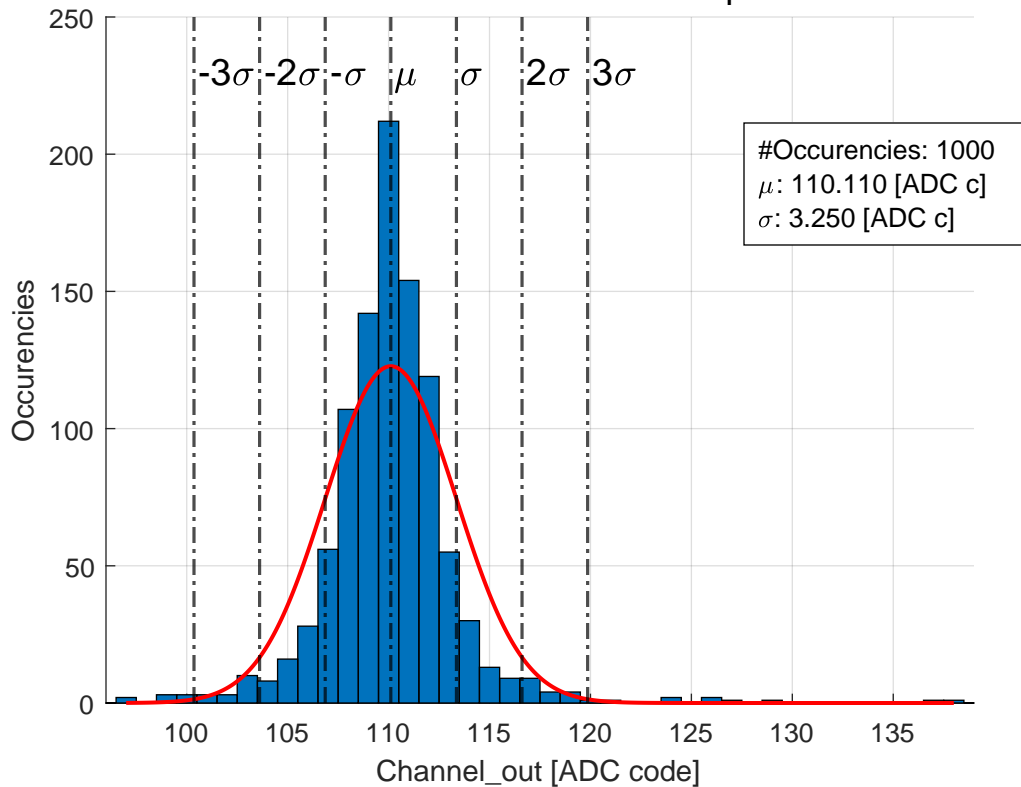 250
-3σ -2σ -σ μ σ 2σ 3σ
200
#Occurencies: 1000
μ: 110.110 [ADC c]
σ: 3.250 [ADC c]
150
Occurencies
100
50
0
100 105 110 115 120 125 130 135
Channel_out [ADC code]